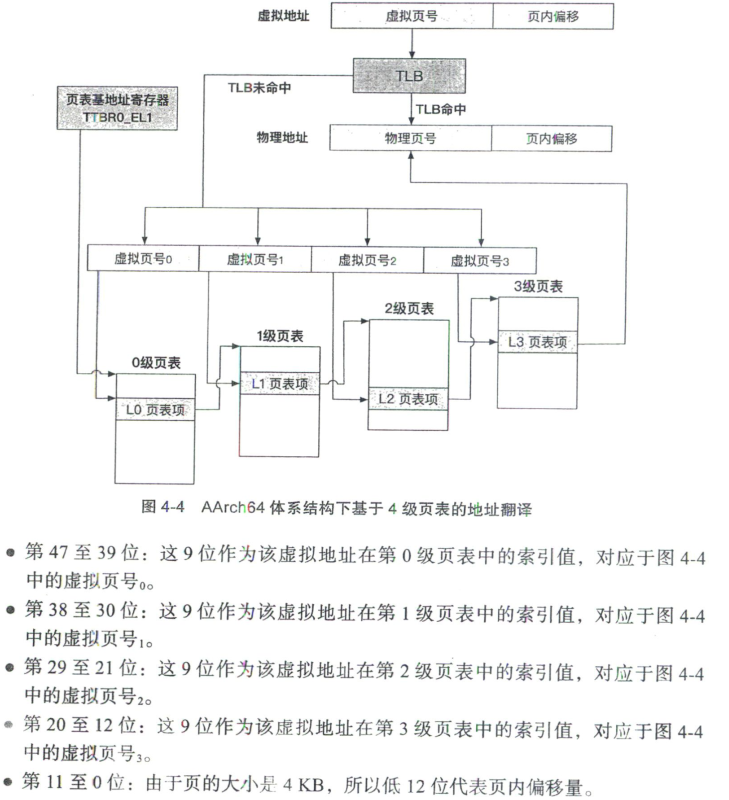 虚拟地址 虚拟页号 页内偏移
TLB
TLB未命中
TLB命中
页表基地址寄存器
TTBR0_EL1
物理地址 物理页号 页内偏移
虚拟页号0 虚拟页号1 虚拟页号2 虚拟页号3
3级页表
2级页表
1级页表
0级页表
L3 页表项
L1 页表项
L2 页表项
L0 页表项
图 4-4 AArch64 体系结构下基于 4 级页表的地址翻译
● 第 47 至 39 位：这 9 位作为该虚拟地址在第 0 级页表中的索引值，对应于图 4-4
中的虚拟页号₀。
● 第 38 至 30 位：这 9 位作为该虚拟地址在第 1 级页表中的索引值，对应于图 4-4
中的虚拟页号₁。
● 第 29 至 21 位：这 9 位作为该虚拟地址在第 2 级页表中的索引值，对应于图 4-4
中的虚拟页号₂。
● 第 20 至 12 位：这 9 位作为该虚拟地址在第 3 级页表中的索引值，对应于图 4-4
中的虚拟页号₃。
● 第 11 至 0 位：由于页的大小是 4 KB，所以低 12 位代表页内偏移量。